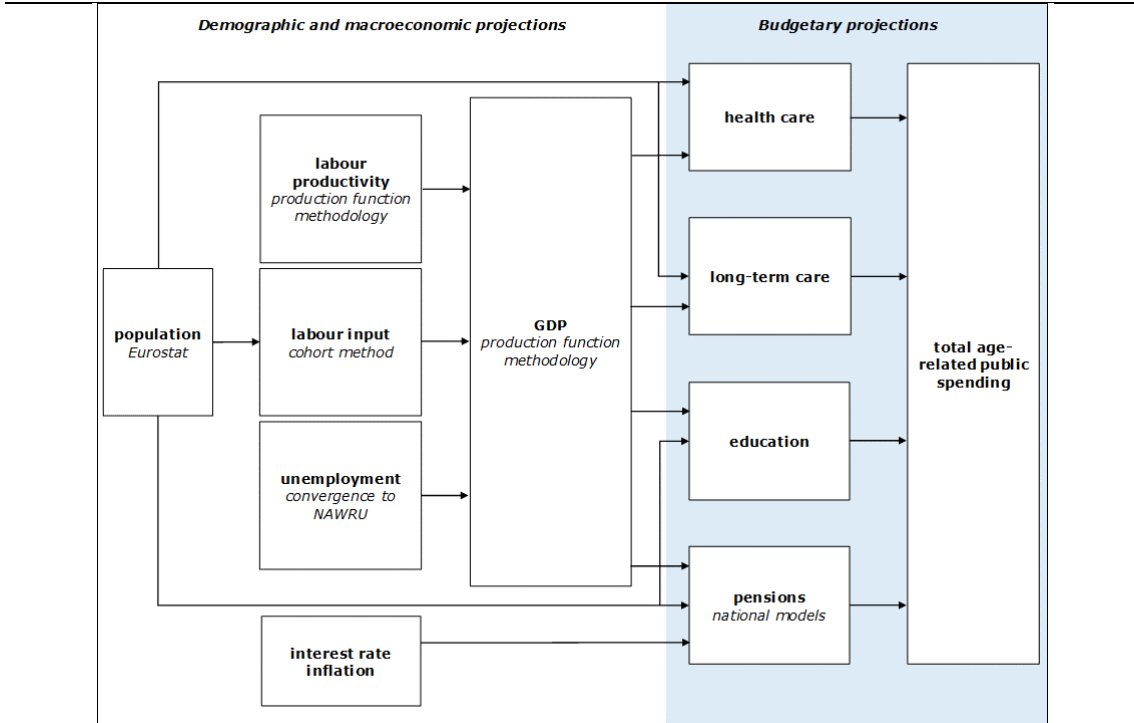 Demographic and macroeconomic projections
Budgetary projections
health care
labour
productivity
production function
methodology
long-term care
population
Eurostat
labour input
cohort method
GDP
production function
methodology
total age-
related public
spending
education
unemployment
convergence to
NAWRU
pensions
national models
interest rate
inflation